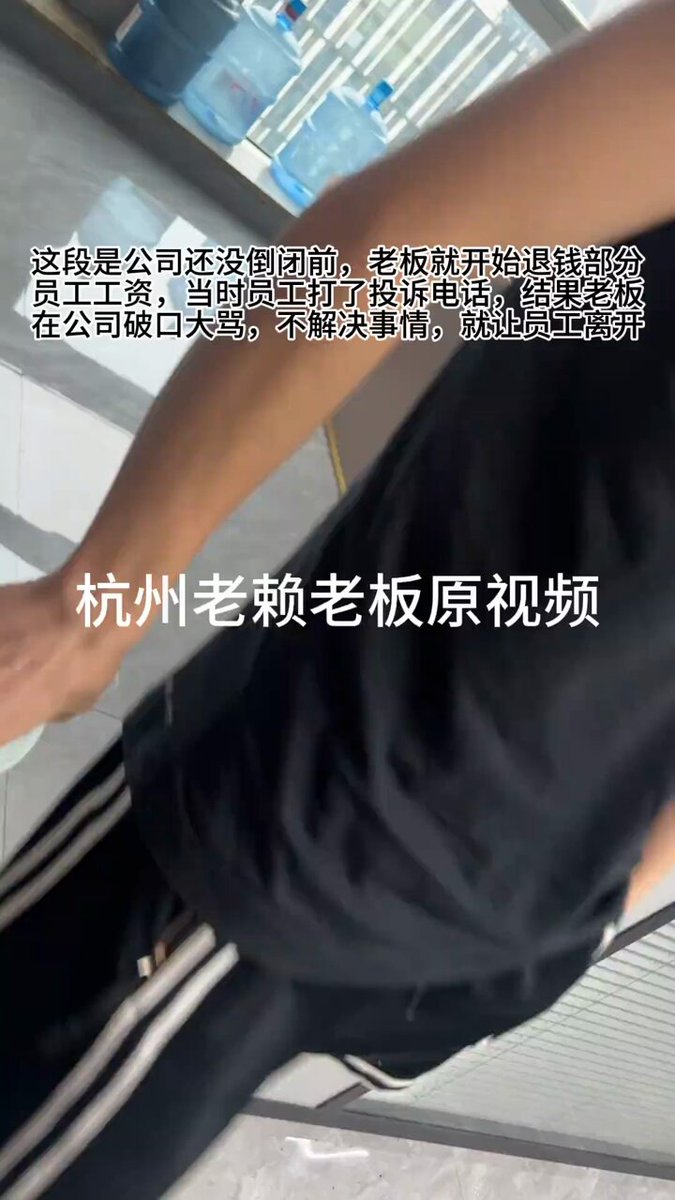 这段是公司还没倒闭前，老板就开始退钱部分
员工工资，当时员工打了投诉电话，结果老板
在公司破口大骂，不解决事情，就让员工离开
杭州老赖老板原视频